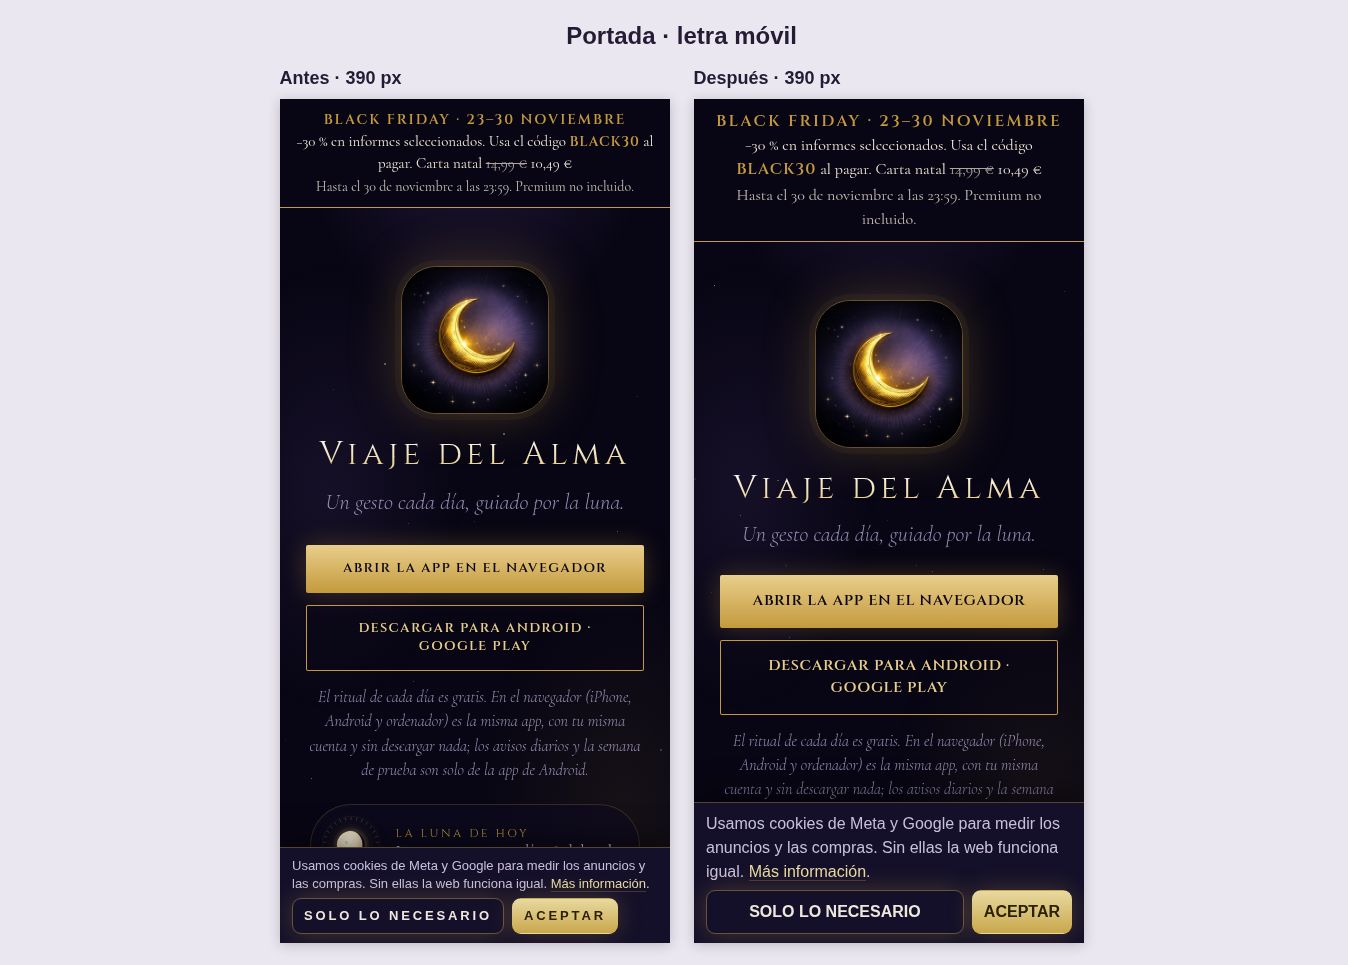 Portada · letra móvil
Antes · 390 px
BLACK FRIDAY · 23–30 NOVIEMBRE
−30 % en informes seleccionados. Usa el código BLACK30 al
pagar. Carta natal 14,99 € 10,49 €
Hasta el 30 de noviembre a las 23:59. Premium no incluido.
VIAJE DEL ALMA
Un gesto cada día, guiado por la luna.
ABRIR LA APP EN EL NAVEGADOR
DESCARGAR PARA ANDROID ·
GOOGLE PLAY
El ritual de cada día es gratis. En el navegador (iPhone,
Android y ordenador) es la misma app, con tu misma
cuenta y sin descargar nada; los avisos diarios y la semana
de prueba son solo de la app de Android.
LA LUNA DE HOY
Usamos cookies de Meta y Google para medir los anuncios y
las compras. Sin ellas la web funciona igual. Más información.
SOLO LO NECESARIO
ACEPTAR
Después · 390 px
BLACK FRIDAY · 23–30 NOVIEMBRE
−30 % en informes seleccionados. Usa el código
BLACK30 al pagar. Carta natal 14,99 € 10,49 €
Hasta el 30 de noviembre a las 23:59. Premium no
incluido.
VIAJE DEL ALMA
Un gesto cada día, guiado por la luna.
ABRIR LA APP EN EL NAVEGADOR
DESCARGAR PARA ANDROID ·
GOOGLE PLAY
El ritual de cada día es gratis. En el navegador (iPhone,
Android y ordenador) es la misma app, con tu misma
cuenta y sin descargar nada; los avisos diarios y la semana
Usamos cookies de Meta y Google para medir los
anuncios y las compras. Sin ellas la web funciona
igual. Más información.
SOLO LO NECESARIO
ACEPTAR